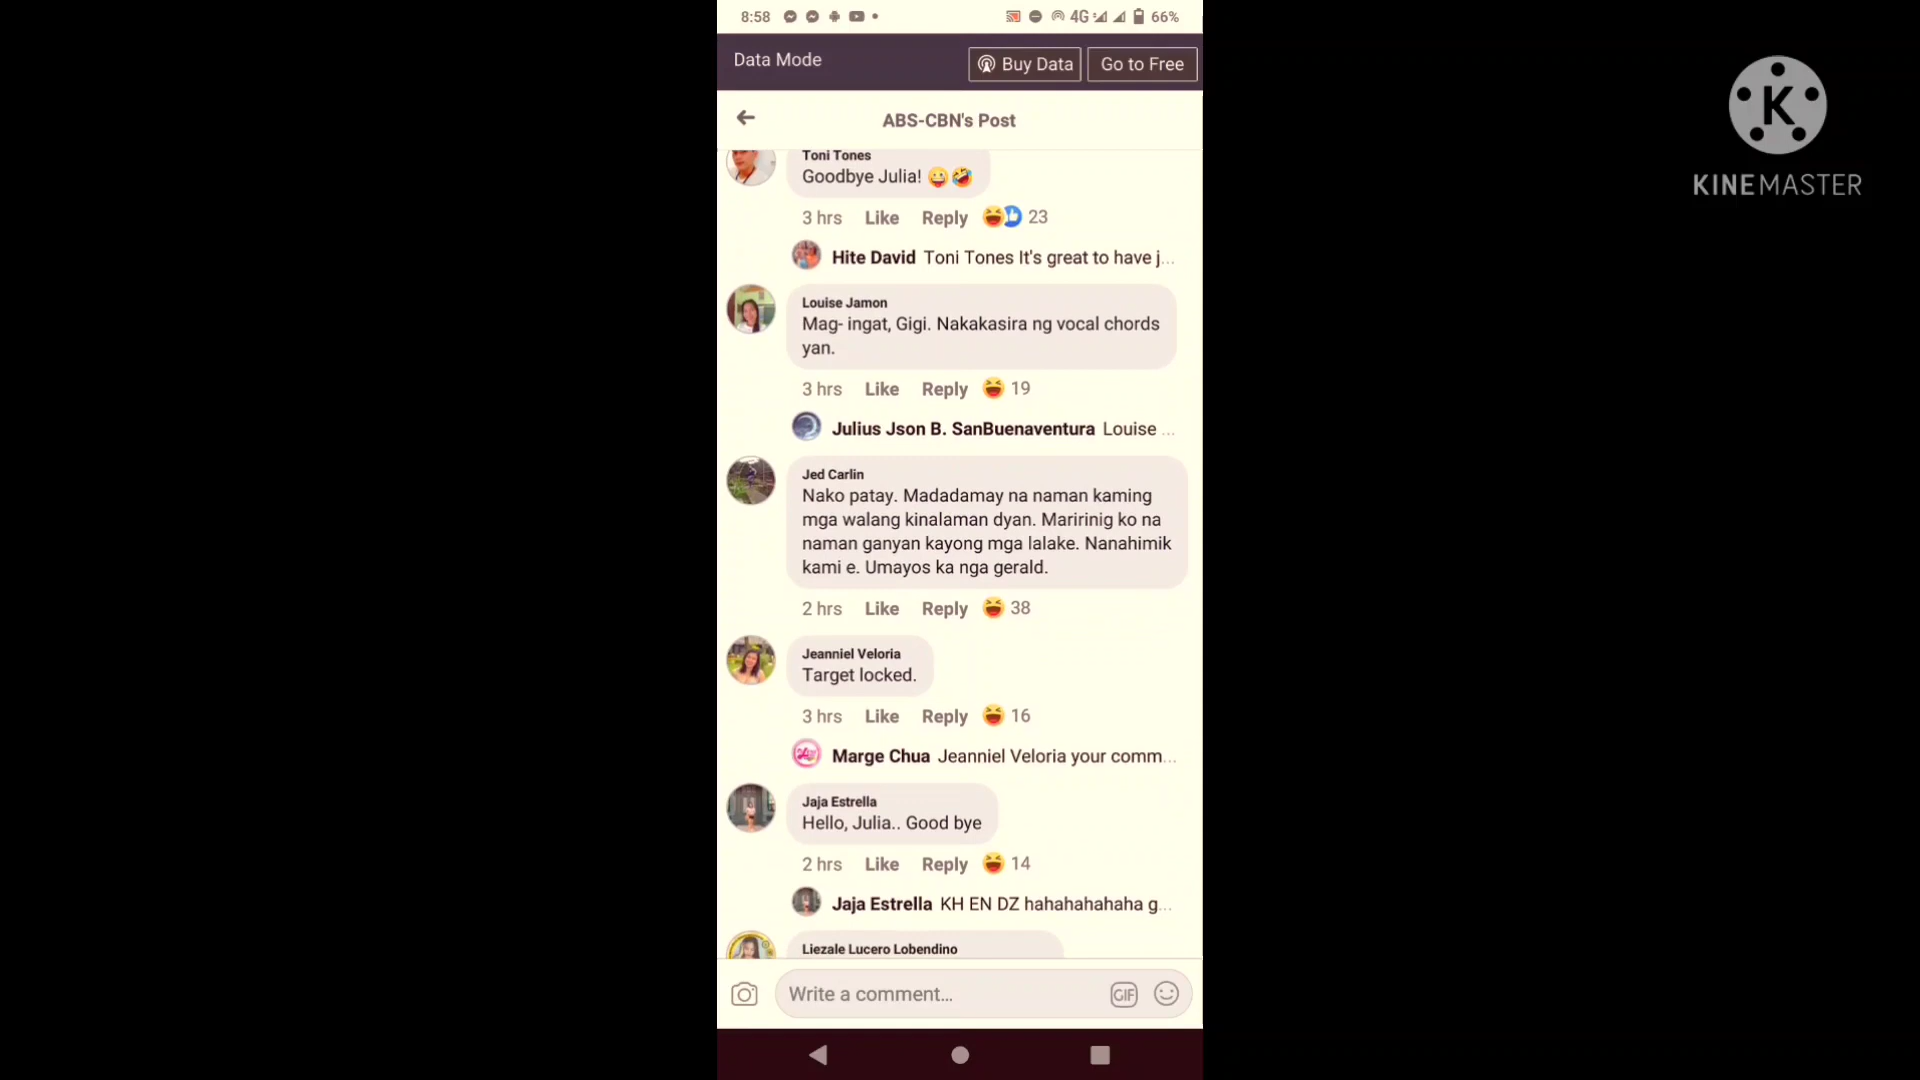 8:58
4G
66%
Data Mode
Buy Data
Go to Free
ABS-CBN's Post
K
KINEMASTER
Toni Tones
Goodbye Julia!
3 hrs Like Reply 23
Hite David Toni Tones It's great to have j...
Louise Jamon
Mag- ingat, Gigi. Nakakasira ng vocal chords
yan.
3 hrs Like Reply 19
Julius Json B. SanBuenaventura Louise ...
Jed Carlin
Nako patay. Madadamay na naman kaming
mga walang kinalaman dyan. Maririnig ko na
naman ganyan kayong mga lalake. Nanahimik
kami e. Umayos ka nga gerald.
2 hrs Like Reply 38
Jeanniel Veloria
Target locked.
3 hrs Like Reply 16
Marge Chua Jeanniel Veloria your comm...
Jaja Estrella
Hello, Julia.. Good bye
2 hrs Like Reply 14
Jaja Estrella KH EN DZ hahahahahaha g...
Liezale Lucero Lobendino
Write a comment...
GIF